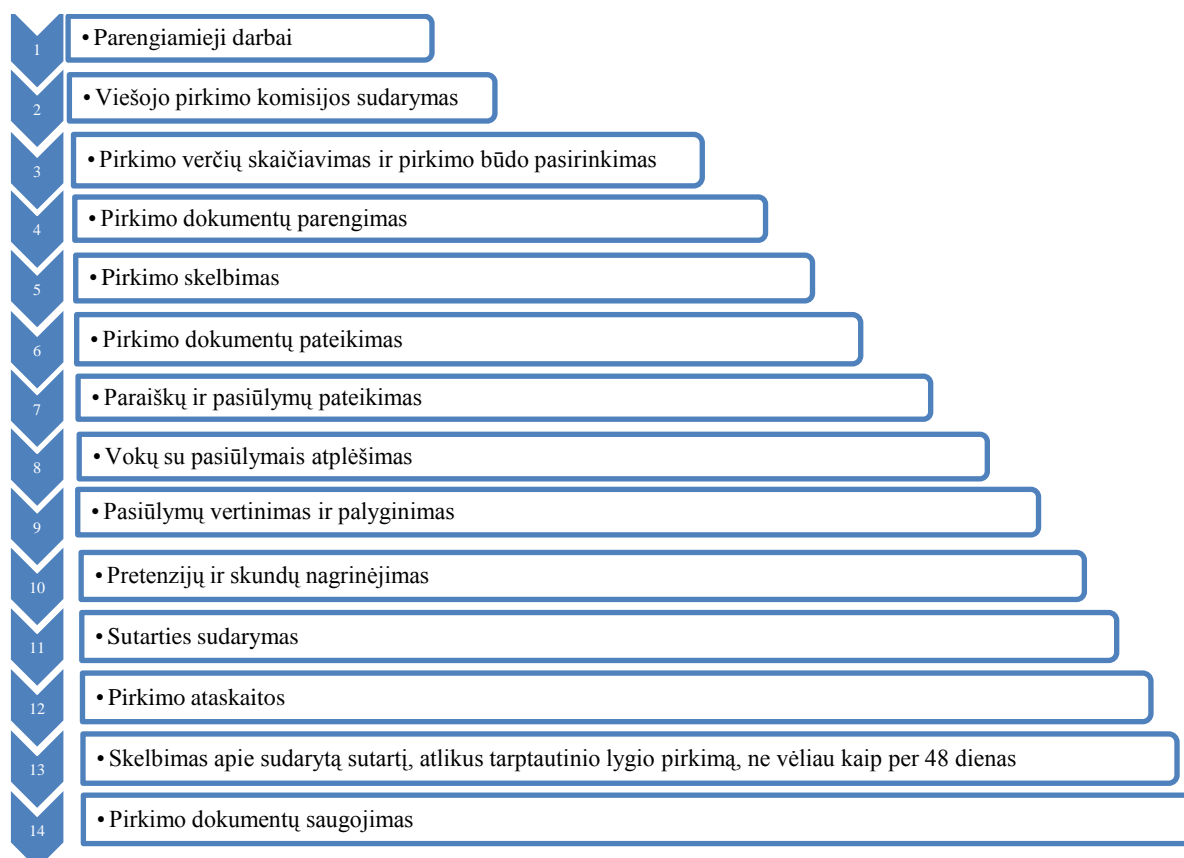 1 • Parengiamieji darbai
2 • Viešojo pirkimo komisijos sudarymas
3 • Pirkimo verčių skaičiavimas ir pirkimo būdo pasirinkimas
4 • Pirkimo dokumentų parengimas
5 • Pirkimo skelbimas
6 • Pirkimo dokumentų pateikimas
7 • Paraiškų ir pasiūlymų pateikimas
8 • Vokų su pasiūlymais atplėšimas
9 • Pasiūlymų vertinimas ir palyginimas
10 • Pretenzijų ir skundų nagrinėjimas
11 • Sutarties sudarymas
12 • Pirkimo ataskaitos
13 • Skelbimas apie sudarytą sutartį, atlikus tarptautinio lygio pirkimą, ne vėliau kaip per 48 dienas
14 • Pirkimo dokumentų saugojimas